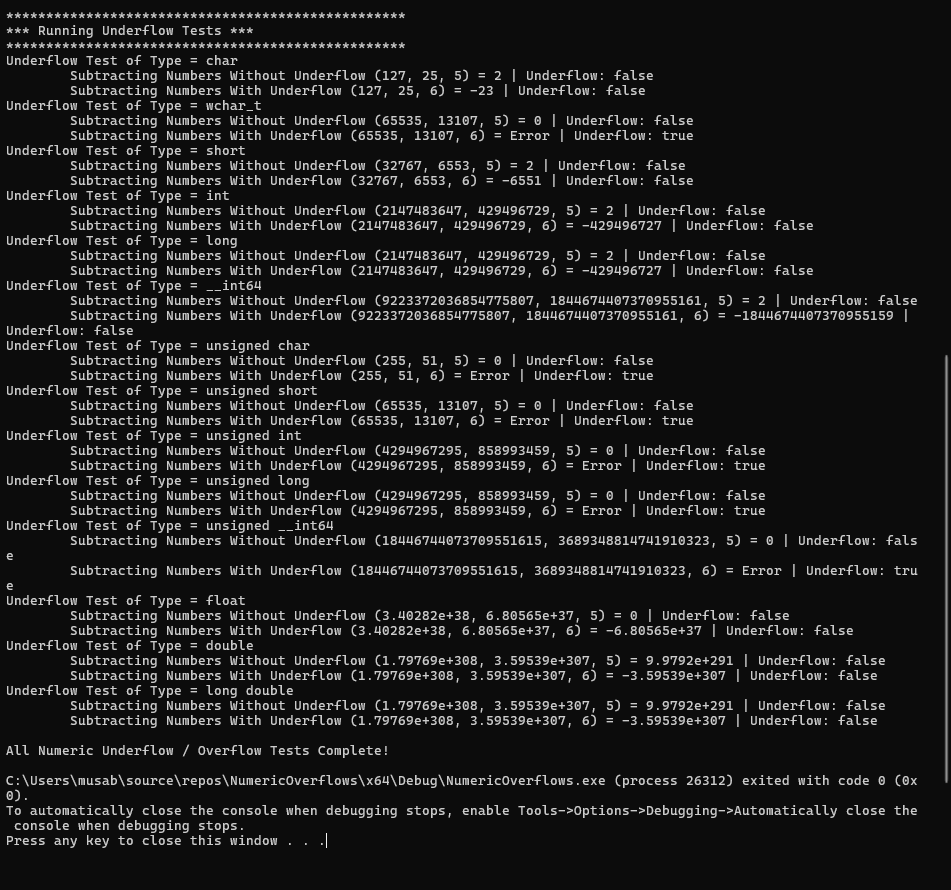 **************************************************
*** Running Underflow Tests ***
**************************************************
Underflow Test of Type = char
        Subtracting Numbers Without Underflow (127, 25, 5) = 2 | Underflow: false
        Subtracting Numbers With Underflow (127, 25, 6) = -23 | Underflow: false
Underflow Test of Type = wchar_t
        Subtracting Numbers Without Underflow (65535, 13107, 5) = 0 | Underflow: false
        Subtracting Numbers With Underflow (65535, 13107, 6) = Error | Underflow: true
Underflow Test of Type = short
        Subtracting Numbers Without Underflow (32767, 6553, 5) = 2 | Underflow: false
        Subtracting Numbers With Underflow (32767, 6553, 6) = -6551 | Underflow: false
Underflow Test of Type = int
        Subtracting Numbers Without Underflow (2147483647, 429496729, 5) = 2 | Underflow: false
        Subtracting Numbers With Underflow (2147483647, 429496729, 6) = -429496727 | Underflow: false
Underflow Test of Type = long
        Subtracting Numbers Without Underflow (2147483647, 429496729, 5) = 2 | Underflow: false
        Subtracting Numbers With Underflow (2147483647, 429496729, 6) = -429496727 | Underflow: false
Underflow Test of Type = __int64
        Subtracting Numbers Without Underflow (9223372036854775807, 1844674407370955161, 5) = 2 | Underflow: false
        Subtracting Numbers With Underflow (9223372036854775807, 1844674407370955161, 6) = -1844674407370955159 |
Underflow: false
Underflow Test of Type = unsigned char
        Subtracting Numbers Without Underflow (255, 51, 5) = 0 | Underflow: false
        Subtracting Numbers With Underflow (255, 51, 6) = Error | Underflow: true
Underflow Test of Type = unsigned short
        Subtracting Numbers Without Underflow (65535, 13107, 5) = 0 | Underflow: false
        Subtracting Numbers With Underflow (65535, 13107, 6) = Error | Underflow: true
Underflow Test of Type = unsigned int
        Subtracting Numbers Without Underflow (4294967295, 858993459, 5) = 0 | Underflow: false
        Subtracting Numbers With Underflow (4294967295, 858993459, 6) = Error | Underflow: true
Underflow Test of Type = unsigned long
        Subtracting Numbers Without Underflow (4294967295, 858993459, 5) = 0 | Underflow: false
        Subtracting Numbers With Underflow (4294967295, 858993459, 6) = Error | Underflow: true
Underflow Test of Type = unsigned __int64
        Subtracting Numbers Without Underflow (18446744073709551615, 3689348814741910323, 5) = 0 | Underflow: fals
e
        Subtracting Numbers With Underflow (18446744073709551615, 3689348814741910323, 6) = Error | Underflow: tru
e
Underflow Test of Type = float
        Subtracting Numbers Without Underflow (3.40282e+38, 6.80565e+37, 5) = 0 | Underflow: false
        Subtracting Numbers With Underflow (3.40282e+38, 6.80565e+37, 6) = -6.80565e+37 | Underflow: false
Underflow Test of Type = double
        Subtracting Numbers Without Underflow (1.79769e+308, 3.59539e+307, 5) = 9.9792e+291 | Underflow: false
        Subtracting Numbers With Underflow (1.79769e+308, 3.59539e+307, 6) = -3.59539e+307 | Underflow: false
Underflow Test of Type = long double
        Subtracting Numbers Without Underflow (1.79769e+308, 3.59539e+307, 5) = 9.9792e+291 | Underflow: false
        Subtracting Numbers With Underflow (1.79769e+308, 3.59539e+307, 6) = -3.59539e+307 | Underflow: false

All Numeric Underflow / Overflow Tests Complete!

C:\Users\musab\source\repos\NumericOverflows\x64\Debug\NumericOverflows.exe (process 26312) exited with code 0 (0x
0).
To automatically close the console when debugging stops, enable Tools->Options->Debugging->Automatically close the
 console when debugging stops.
Press any key to close this window . . .